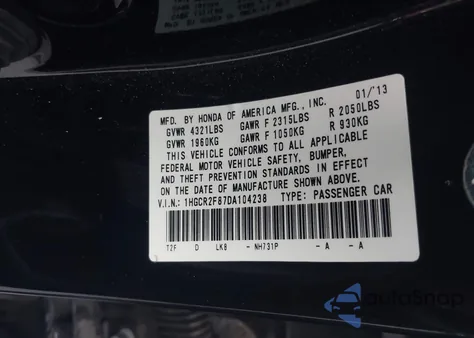 MFD. BY HONDA OF AMERICA MFG., INC. 01/'13
GVWR 4321LBS GAWR F 2315LBS R 2050LBS
GVWR 1960KG GAWR F 1050KG R 930KG
THIS VEHICLE CONFORMS TO ALL APPLICABLE
FEDERAL MOTOR VEHICLE SAFETY, BUMPER,
AND THEFT PREVENTION STANDARDS IN EFFECT
ON THE DATE OF MANUFACTURE SHOWN ABOVE.
V.I.N.: 1HGCR2F87DA104238 TYPE: PASSENGER CAR
T2F D LKB - NH731P - A - A
autoSnap